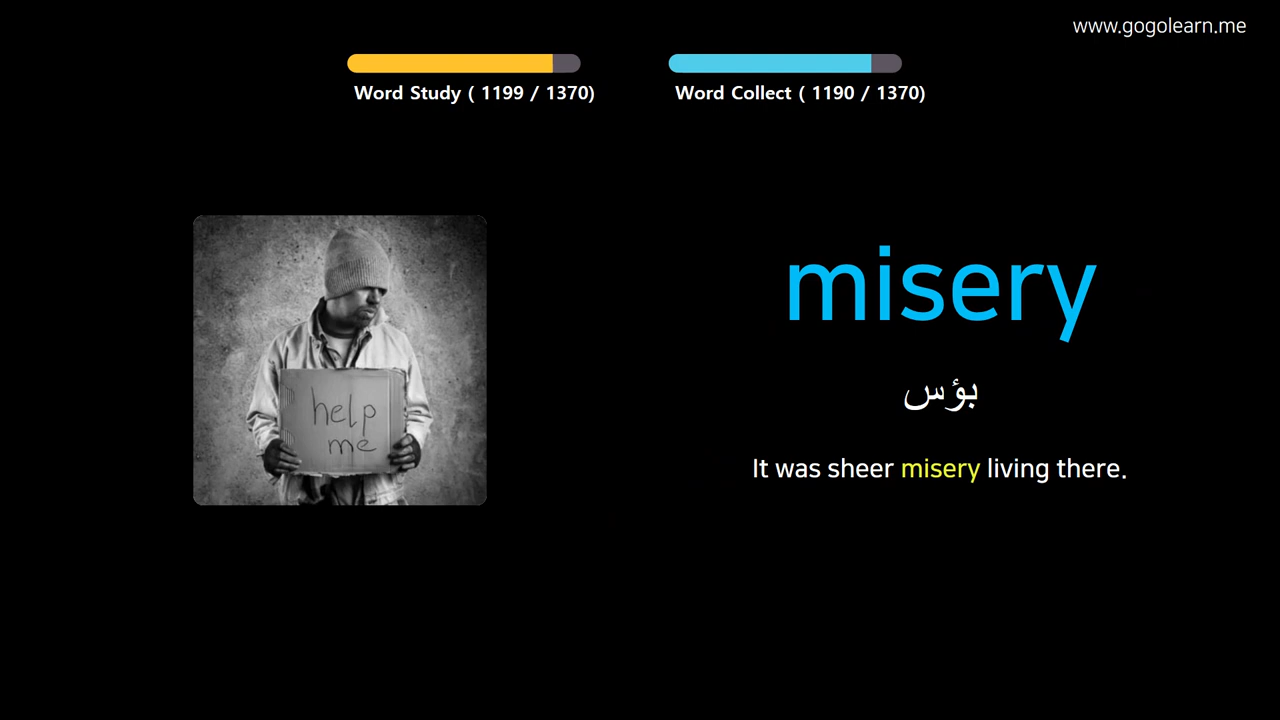 www.gogolearn.me
Word Study ( 1199 / 1370)
Word Collect ( 1190 / 1370)
help
me
misery
بؤس
It was sheer misery living there.